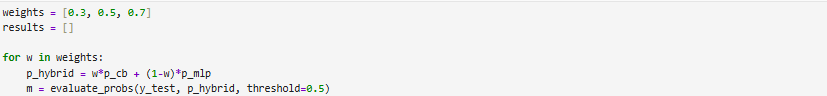 weights = [0.3, 0.5, 0.7]
results = []

for w in weights:
    p_hybrid = w*p_cb + (1-w)*p_mlp
    m = evaluate_probs(y_test, p_hybrid, threshold=0.5)